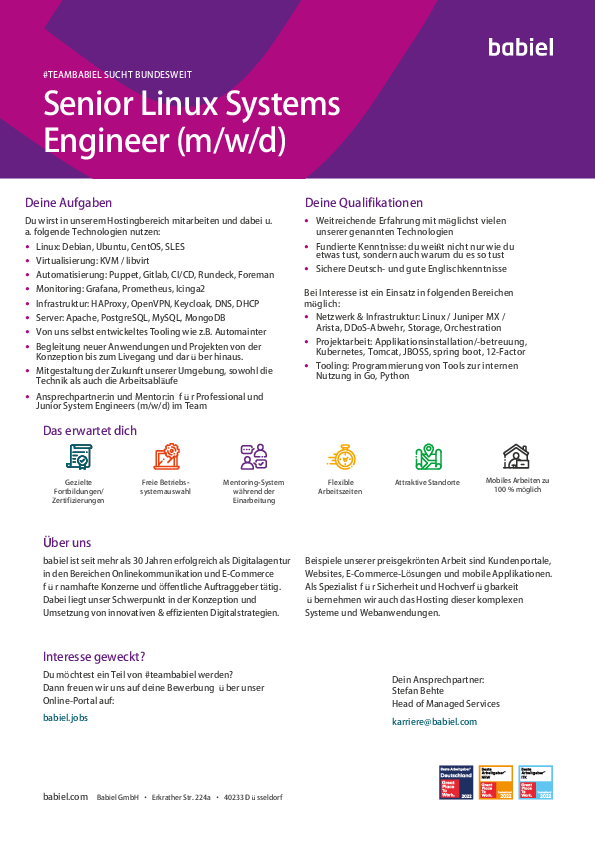 babiel
#TEAMBABIEL SUCHT BUNDESWEIT
Senior Linux Systems
Engineer (m/w/d)
Deine Aufgaben
Du wirst in unserem Hostingbereich mitarbeiten und dabei u.
a. folgende Technologien nutzen:
• Linux: Debian, Ubuntu, CentOS, SLES
• Virtualisierung: KVM / libvirt
• Automatisierung: Puppet, Gitlab, CI/CD, Rundeck, Foreman
• Monitoring: Grafana, Prometheus, Icinga2
• Infrastruktur: HAProxy, OpenVPN, Keycloak, DNS, DHCP
• Server: Apache, PostgreSQL, MySQL, MongoDB
• Von uns selbst entwickeltes Tooling wie z.B. Automainter
• Begleitung neuer Anwendungen und Projekten von der
Konzeption bis zum Livegang und darüber hinaus.
• Mitgestaltung der Zukunft unserer Umgebung, sowohl die
Technik als auch die Arbeitsabläufe
• Ansprechpartner:in und Mentor:in für Professional und
Junior System Engineers (m/w/d) im Team
Deine Qualifikationen
• Weitreichende Erfahrung mit möglichst vielen
unserer genannten Technologien
• Fundierte Kenntnisse: du weißt nicht nur wie du
etwas tust, sondern auch warum du es so tust
• Sichere Deutsch- und gute Englischkenntnisse
Bei Interesse ist ein Einsatz in folgenden Bereichen
möglich:
• Netzwerk & Infrastruktur: Linux / Juniper MX /
Arista, DDoS-Abwehr, Storage, Orchestration
• Projektarbeit: Applikationsinstallation/-betreuung,
Kubernetes, Tomcat, JBOSS, spring boot, 12-Factor
• Tooling: Programmierung von Tools zur internen
Nutzung in Go, Python
Das erwartet dich
Gezielte
Fortbildungen/
Zertifizierungen
Freie Betriebs-
systemauswahl
Mentoring-System
während der
Einarbeitung
Flexible
Arbeitszeiten
Attraktive Standorte
Mobiles Arbeiten zu
100 % möglich
Über uns
babiel ist seit mehr als 30 Jahren erfolgreich als Digitalagentur
in den Bereichen Onlinekommunikation und E-Commerce
für namhafte Konzerne und öffentliche Auftraggeber tätig.
Dabei liegt unser Schwerpunkt in der Konzeption und
Umsetzung von innovativen & effizienten Digitalstrategien.
Beispiele unserer preisgekrönten Arbeit sind Kundenportale,
Websites, E-Commerce-Lösungen und mobile Applikationen.
Als Spezialist für Sicherheit und Hochverfügbarkeit
übernehmen wir auch das Hosting dieser komplexen
Systeme und Webanwendungen.
Interesse geweckt?
Du möchtest ein Teil von #teambabiel werden?
Dann freuen wir uns auf deine Bewerbung über unser
Online-Portal auf:
babiel.jobs
Dein Ansprechpartner:
Stefan Behte
Head of Managed Services
karriere@babiel.com
Beste Arbeitgeber
Deutschland
Great
Place
To
Work.
2022
Beste
Arbeitgeber
NRW
Great
Place
To
Work.
2022
Beste
Arbeitgeber
ITK
Great
Place
To
Work.
babiel.com Babiel GmbH • Erkrather Str. 224a • 40233 Düsseldorf